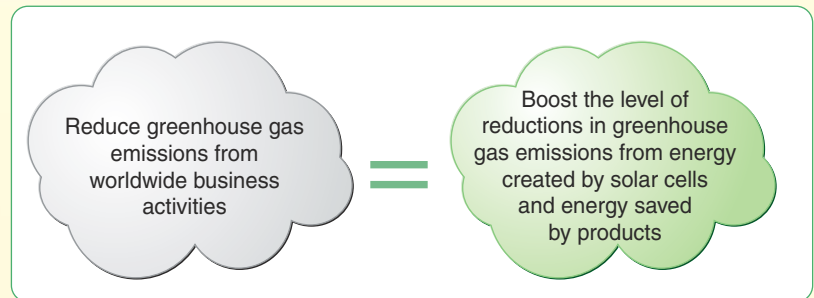 Reduce greenhouse gas
emissions from
worldwide business
activities
=
Boost the level of
reductions in greenhouse
gas emissions from energy
created by solar cells
and energy saved
by products